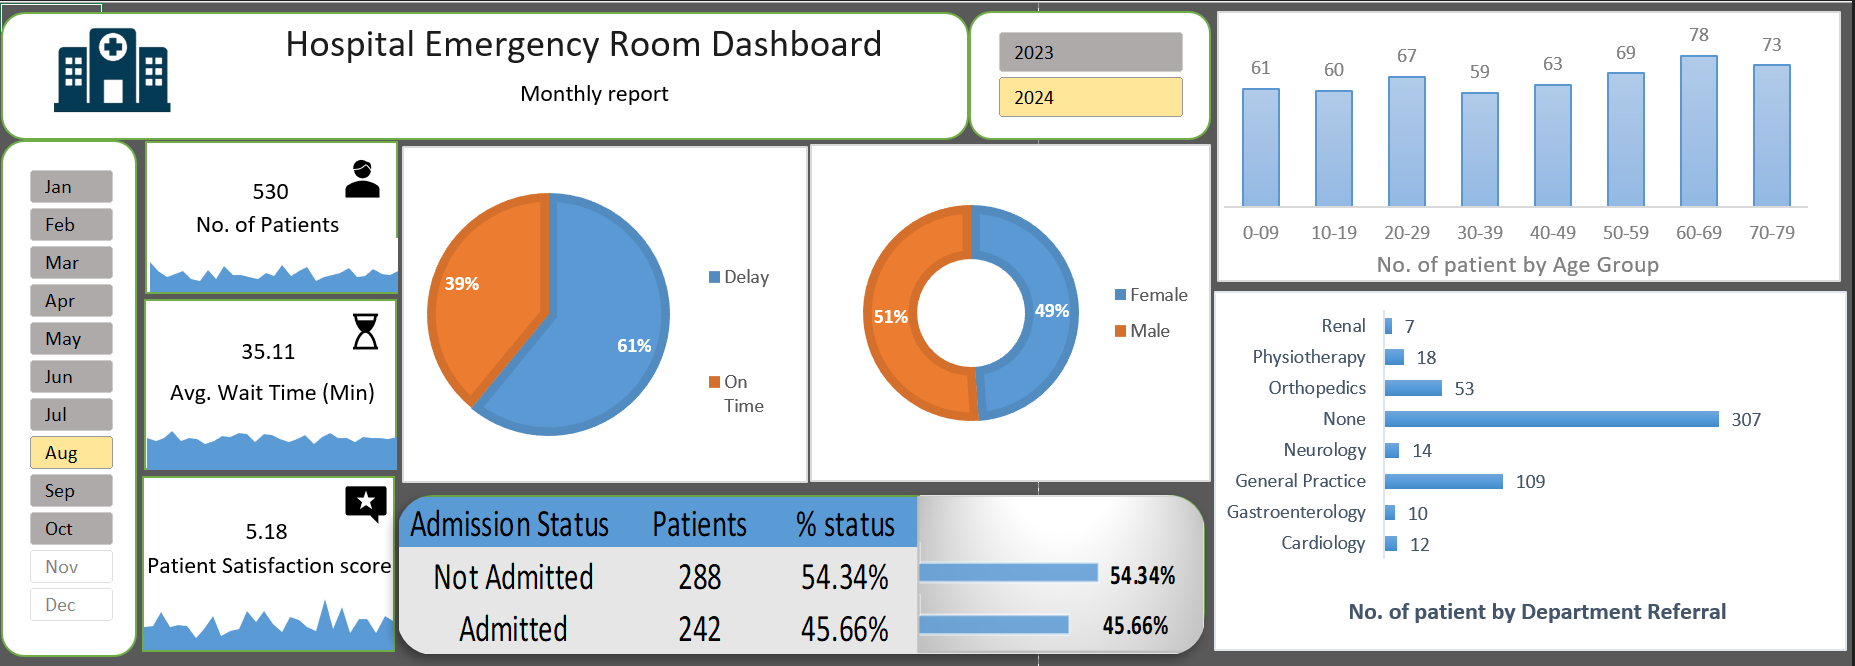 Hospital Emergency Room Dashboard
Monthly report
2023
2024
Jan
Feb
Mar
Apr
May
Jun
Jul
Aug
Sep
Oct
Nov
Dec
530
No. of Patients
35.11
Avg. Wait Time (Min)
5.18
Patient Satisfaction score
39%
61%
Delay
On
Time
51%
49%
Female
Male
Admission Status Patients % status
Not Admitted 288 54.34% 54.34%
Admitted 242 45.66% 45.66%
61 60 67 59 63 69 78 73
0-09 10-19 20-29 30-39 40-49 50-59 60-69 70-79
No. of patient by Age Group
Renal 7
Physiotherapy 18
Orthopedics 53
None 307
Neurology 14
General Practice 109
Gastroenterology 10
Cardiology 12
No. of patient by Department Referral